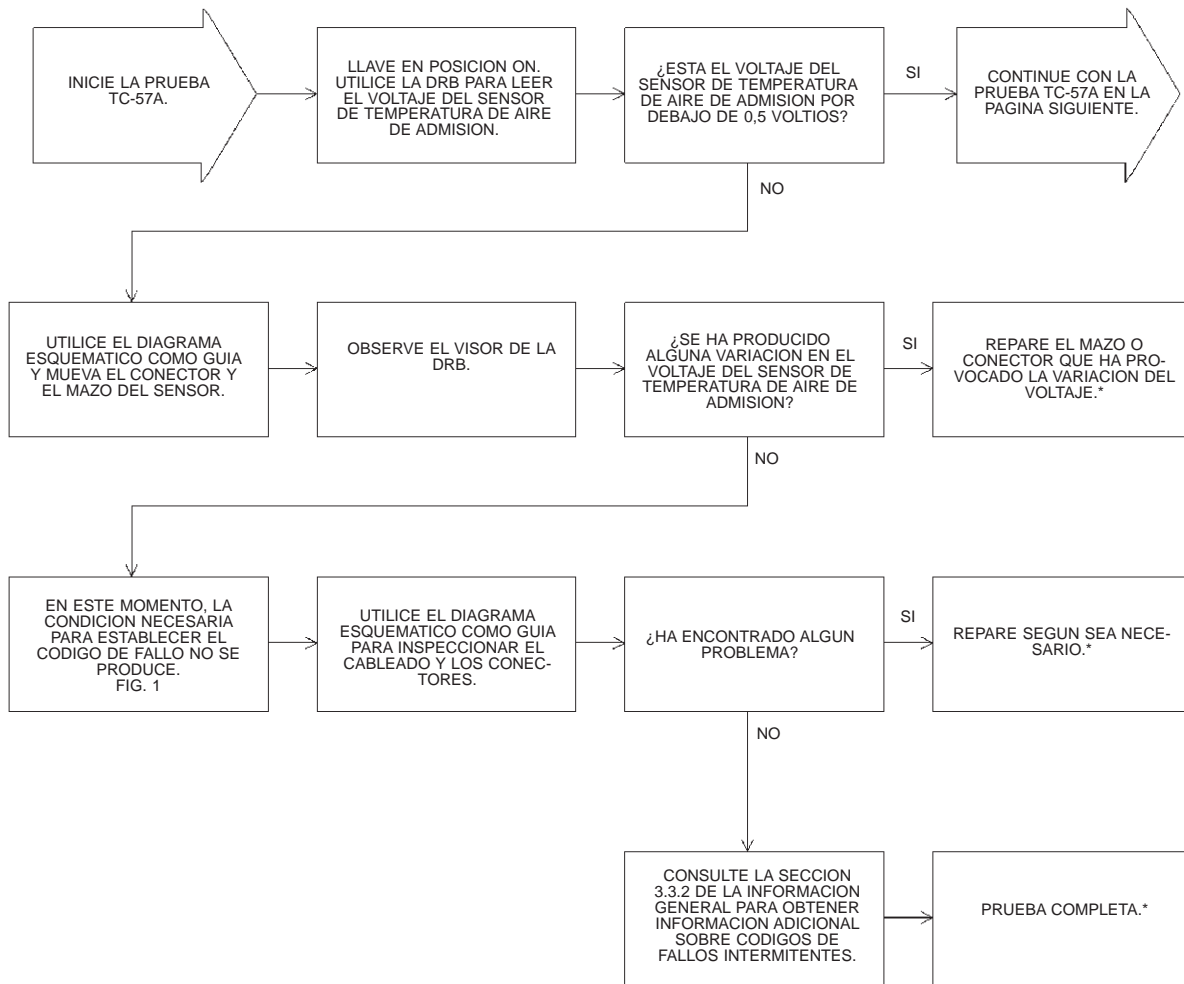 INICIE LA PRUEBA
TC-57A.
LLAVE EN POSICION ON.
UTILICE LA DRB PARA LEER
EL VOLTAJE DEL SENSOR
DE TEMPERATURA DE AIRE
DE ADMISION.
¿ESTA EL VOLTAJE DEL
SENSOR DE TEMPERATURA
DE AIRE DE ADMISION POR
DEBAJO DE 0,5 VOLTIOS?
SI
CONTINUE CON LA
PRUEBA TC-57A EN LA
PAGINA SIGUIENTE.
NO
UTILICE EL DIAGRAMA
ESQUEMATICO COMO GUIA
Y MUEVA EL CONECTOR Y
EL MAZO DEL SENSOR.
OBSERVE EL VISOR DE LA
DRB.
¿SE HA PRODUCIDO
ALGUNA VARIACION EN EL
VOLTAJE DEL SENSOR DE
TEMPERATURA DE AIRE DE
ADMISION?
SI
REPARE EL MAZO O
CONECTOR QUE HA PRO-
VOCADO LA VARIACION DEL
VOLTAJE.*
NO
EN ESTE MOMENTO, LA
CONDICION NECESARIA
PARA ESTABLECER EL
CODIGO DE FALLO NO SE
PRODUCE.
FIG. 1
UTILICE EL DIAGRAMA
ESQUEMATICO COMO GUIA
PARA INSPECCIONAR EL
CABLEADO Y LOS CONEC-
TORES.
¿HA ENCONTRADO ALGUN
PROBLEMA?
SI
REPARE SEGUN SEA NECE-
SARIO.*
NO
CONSULTE LA SECCION
3.3.2 DE LA INFORMACION
GENERAL PARA OBTENER
INFORMACION ADICIONAL
SOBRE CODIGOS DE
FALLOS INTERMITENTES.
PRUEBA COMPLETA.*